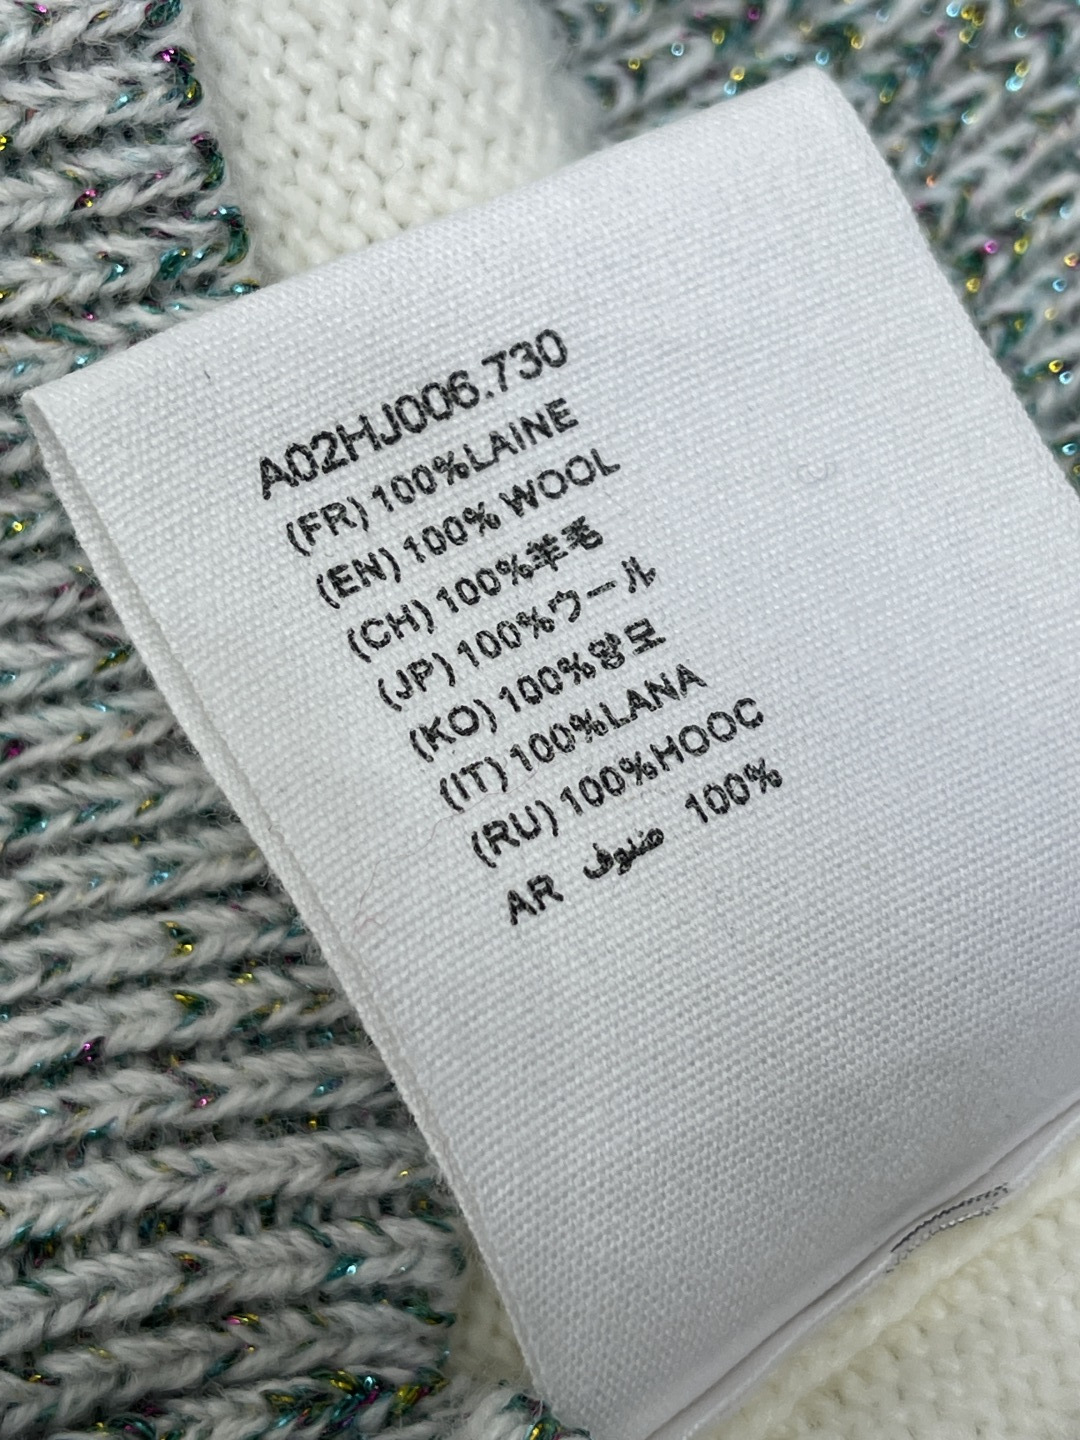 A02HJ006.730
(FR) 100%LAINE
(EN) 100% WOOL
(CH) 100%羊毛
(JP) 100%ウール
(KO) 100%양모
(IT) 100%LANA
(RU) 100%HOOC
AR صوف 100%